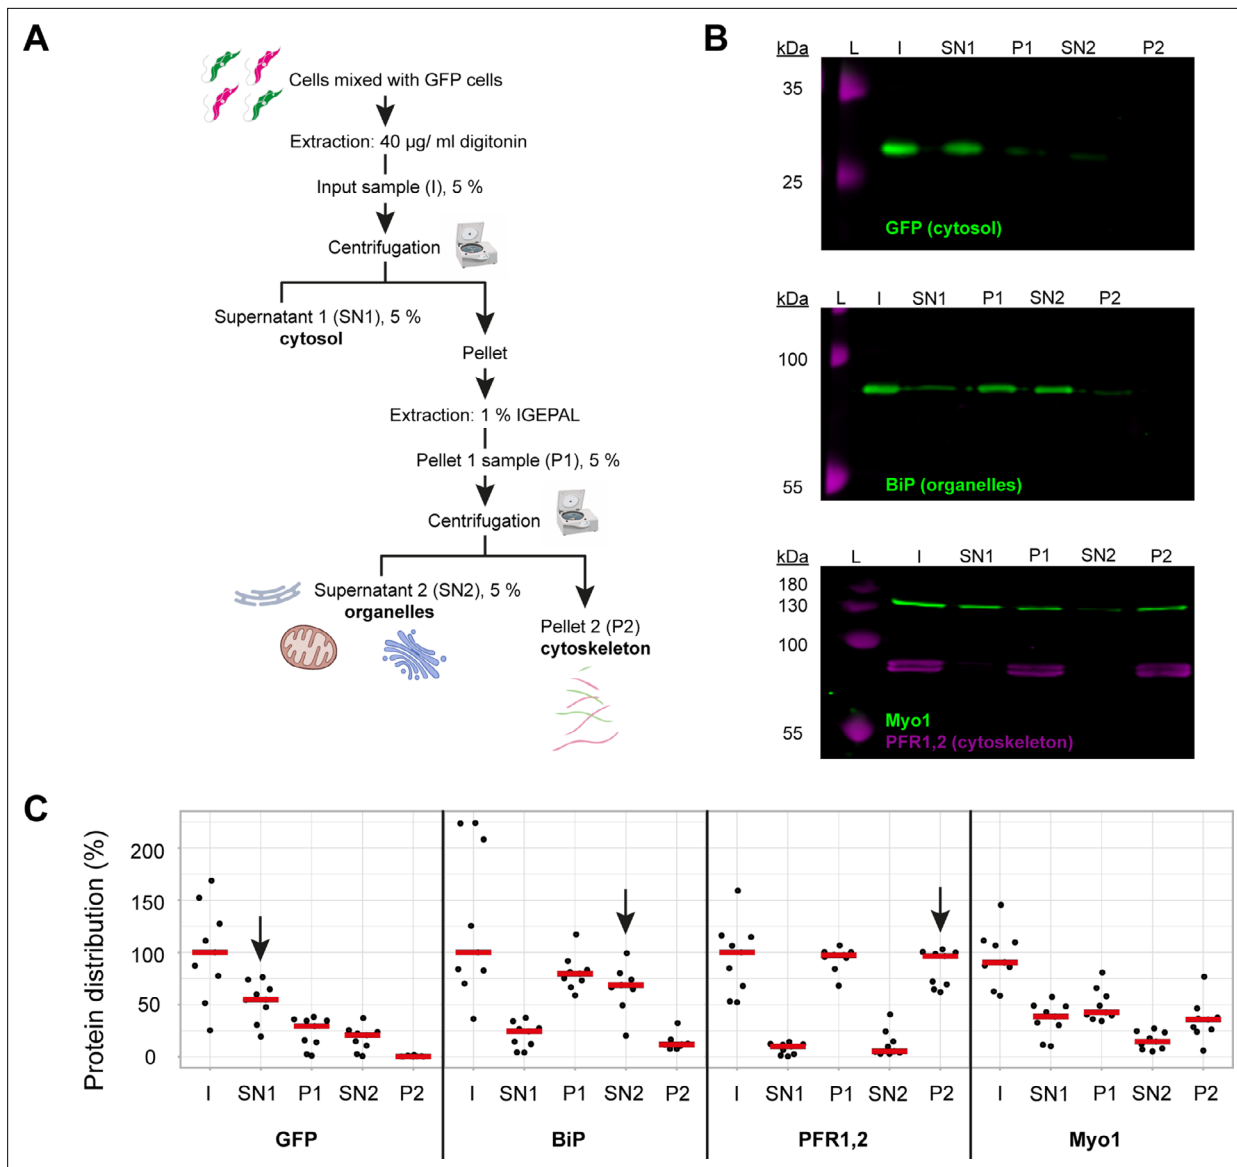 A
Cells mixed with GFP cells
Extraction: 40 µg/ ml digitonin
Input sample (I), 5 %
Centrifugation
Supernatant 1 (SN1), 5 %
cytosol
Pellet
Extraction: 1 % IGEPAL
Pellet 1 sample (P1), 5 %
Centrifugation
Supernatant 2 (SN2), 5 %
organelles
Pellet 2 (P2)
cytoskeleton
B
kDa L I SN1 P1 SN2 P2
35
25
GFP (cytosol)
kDa L I SN1 P1 SN2 P2
100
55
BiP (organelles)
kDa L I SN1 P1 SN2 P2
180
130
100
55
Myo1
PFR1,2 (cytoskeleton)
C
Protein distribution (%)
200
150
100
50
0
I SN1 P1 SN2 P2 I SN1 P1 SN2 P2 I SN1 P1 SN2 P2 I SN1 P1 SN2 P2
GFP BiP PFR1,2 Myo1